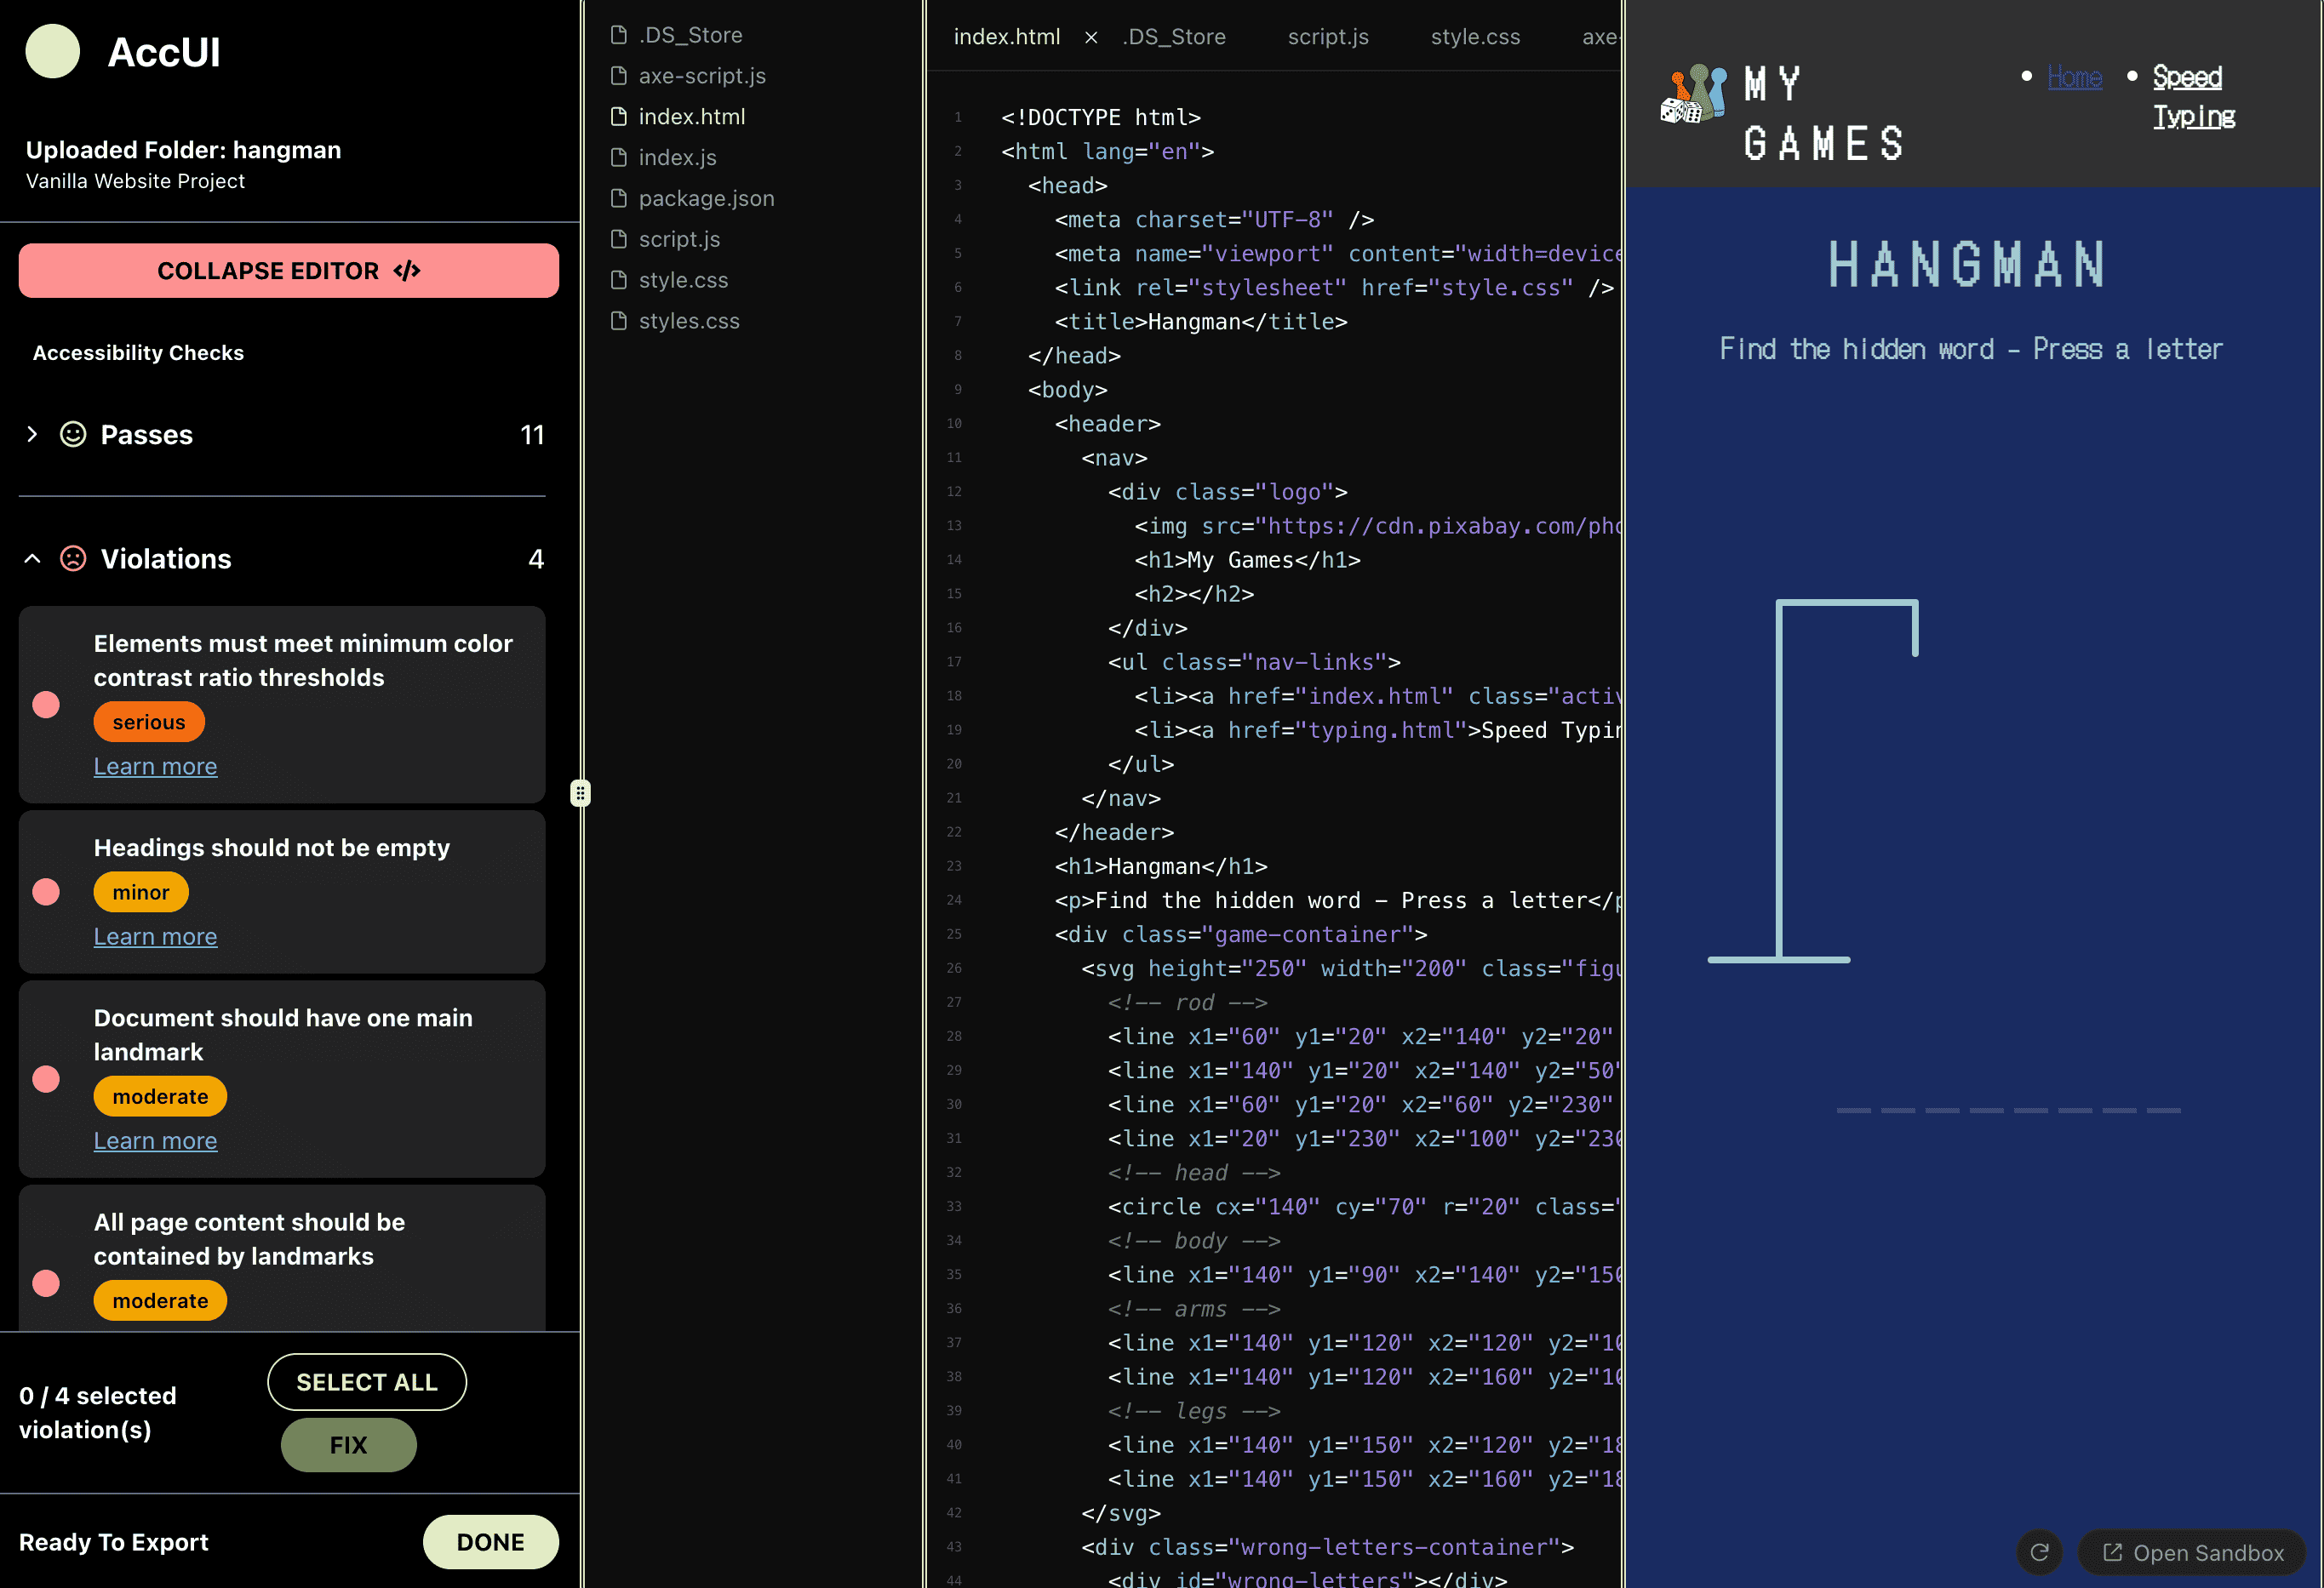 AccUI
Uploaded Folder: hangman
Vanilla Website Project
COLLAPSE EDITOR </>
Accessibility Checks
Passes 11
Violations 4
Elements must meet minimum color
contrast ratio thresholds
serious
Learn more
Headings should not be empty
minor
Learn more
Document should have one main
landmark
moderate
Learn more
All page content should be
contained by landmarks
moderate
0 / 4 selected
violation(s)
SELECT ALL
FIX
Ready To Export
DONE
.DS_Store
axe-script.js
index.html
index.js
package.json
script.js
style.css
styles.css
index.html × .DS_Store script.js style.css axe-
1 <!DOCTYPE html>
2 <html lang="en">
3 <head>
4 <meta charset="UTF-8" />
5 <meta name="viewport" content="width=device
6 <link rel="stylesheet" href="style.css" />
7 <title>Hangman</title>
8 </head>
9 <body>
10 <header>
11 <nav>
12 <div class="logo">
13 <img src="https://cdn.pixabay.com/pho
14 <h1>My Games</h1>
15 <h2></h2>
16 </div>
17 <ul class="nav-links">
18 <li><a href="index.html" class="activ
19 <li><a href="typing.html">Speed Typin
20 </ul>
21 </nav>
22 </header>
23 <h1>Hangman</h1>
24 <p>Find the hidden word – Press a letter</p
25 <div class="game-container">
26 <svg height="250" width="200" class="figu
27 <!-- rod -->
28 <line x1="60" y1="20" x2="140" y2="20"
29 <line x1="140" y1="20" x2="140" y2="50"
30 <line x1="60" y1="20" x2="60" y2="230"
31 <line x1="20" y1="230" x2="100" y2="230
32 <!-- head -->
33 <circle cx="140" cy="70" r="20" class="
34 <!-- body -->
35 <line x1="140" y1="90" x2="140" y2="150
36 <!-- arms -->
37 <line x1="140" y1="120" x2="120" y2="10
38 <line x1="140" y1="120" x2="160" y2="10
39 <!-- legs -->
40 <line x1="140" y1="150" x2="120" y2="18
41 <line x1="140" y1="150" x2="160" y2="18
42 </svg>
43 <div class="wrong-letters-container">
44 <div id="wrong-letters"></div>
MY
GAMES
• Home • Speed
Typing
HANGMAN
Find the hidden word – Press a letter
Open Sandbox